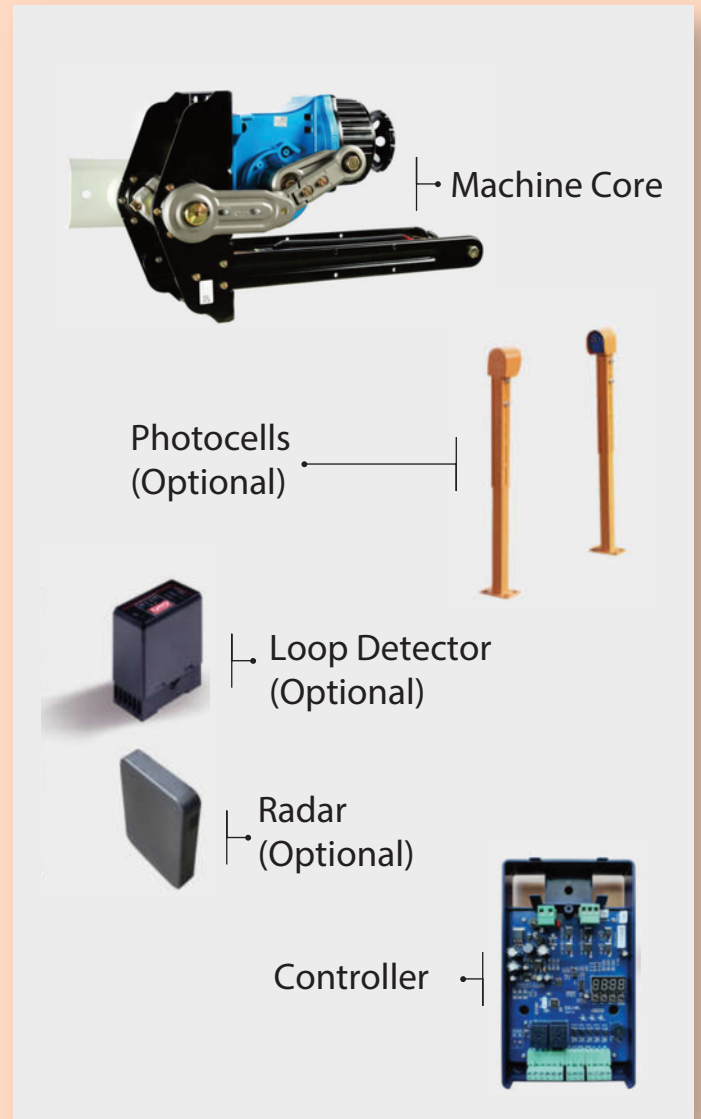 Machine Core
Photocells
(Optional)
Loop Detector
(Optional)
Radar
(Optional)
Controller